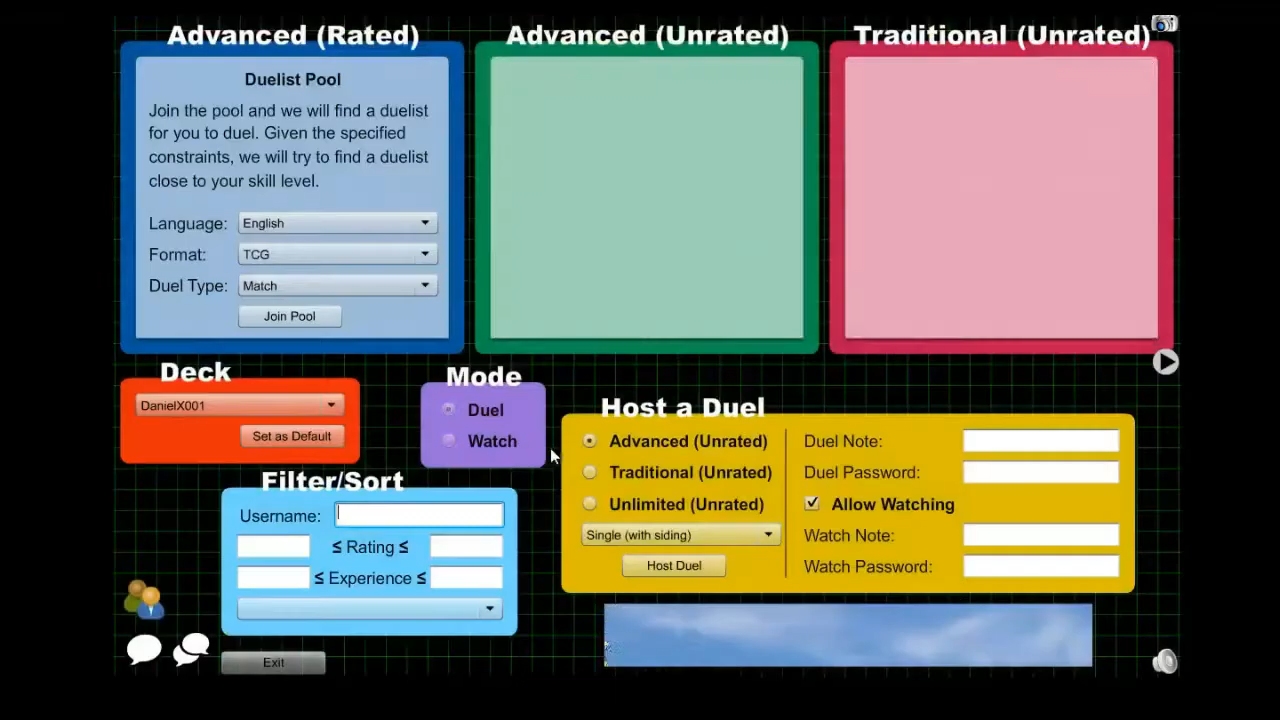 Advanced (Rated)
Advanced (Unrated)
Traditional (Unrated)
Duelist Pool
Join the pool and we will find a duelist
for you to duel. Given the specified
constraints, we will try to find a duelist
close to your skill level.
Language: English
Format: TCG
Duel Type: Match
Join Pool
Deck
DanielX001
Set as Default
Mode
Duel
Watch
Host a Duel
Advanced (Unrated)
Traditional (Unrated)
Unlimited (Unrated)
Single (with siding)
Host Duel
Duel Note:
Duel Password:
Allow Watching
Watch Note:
Watch Password:
Filter/Sort
Username:
≤ Rating ≤
≤ Experience ≤
Exit